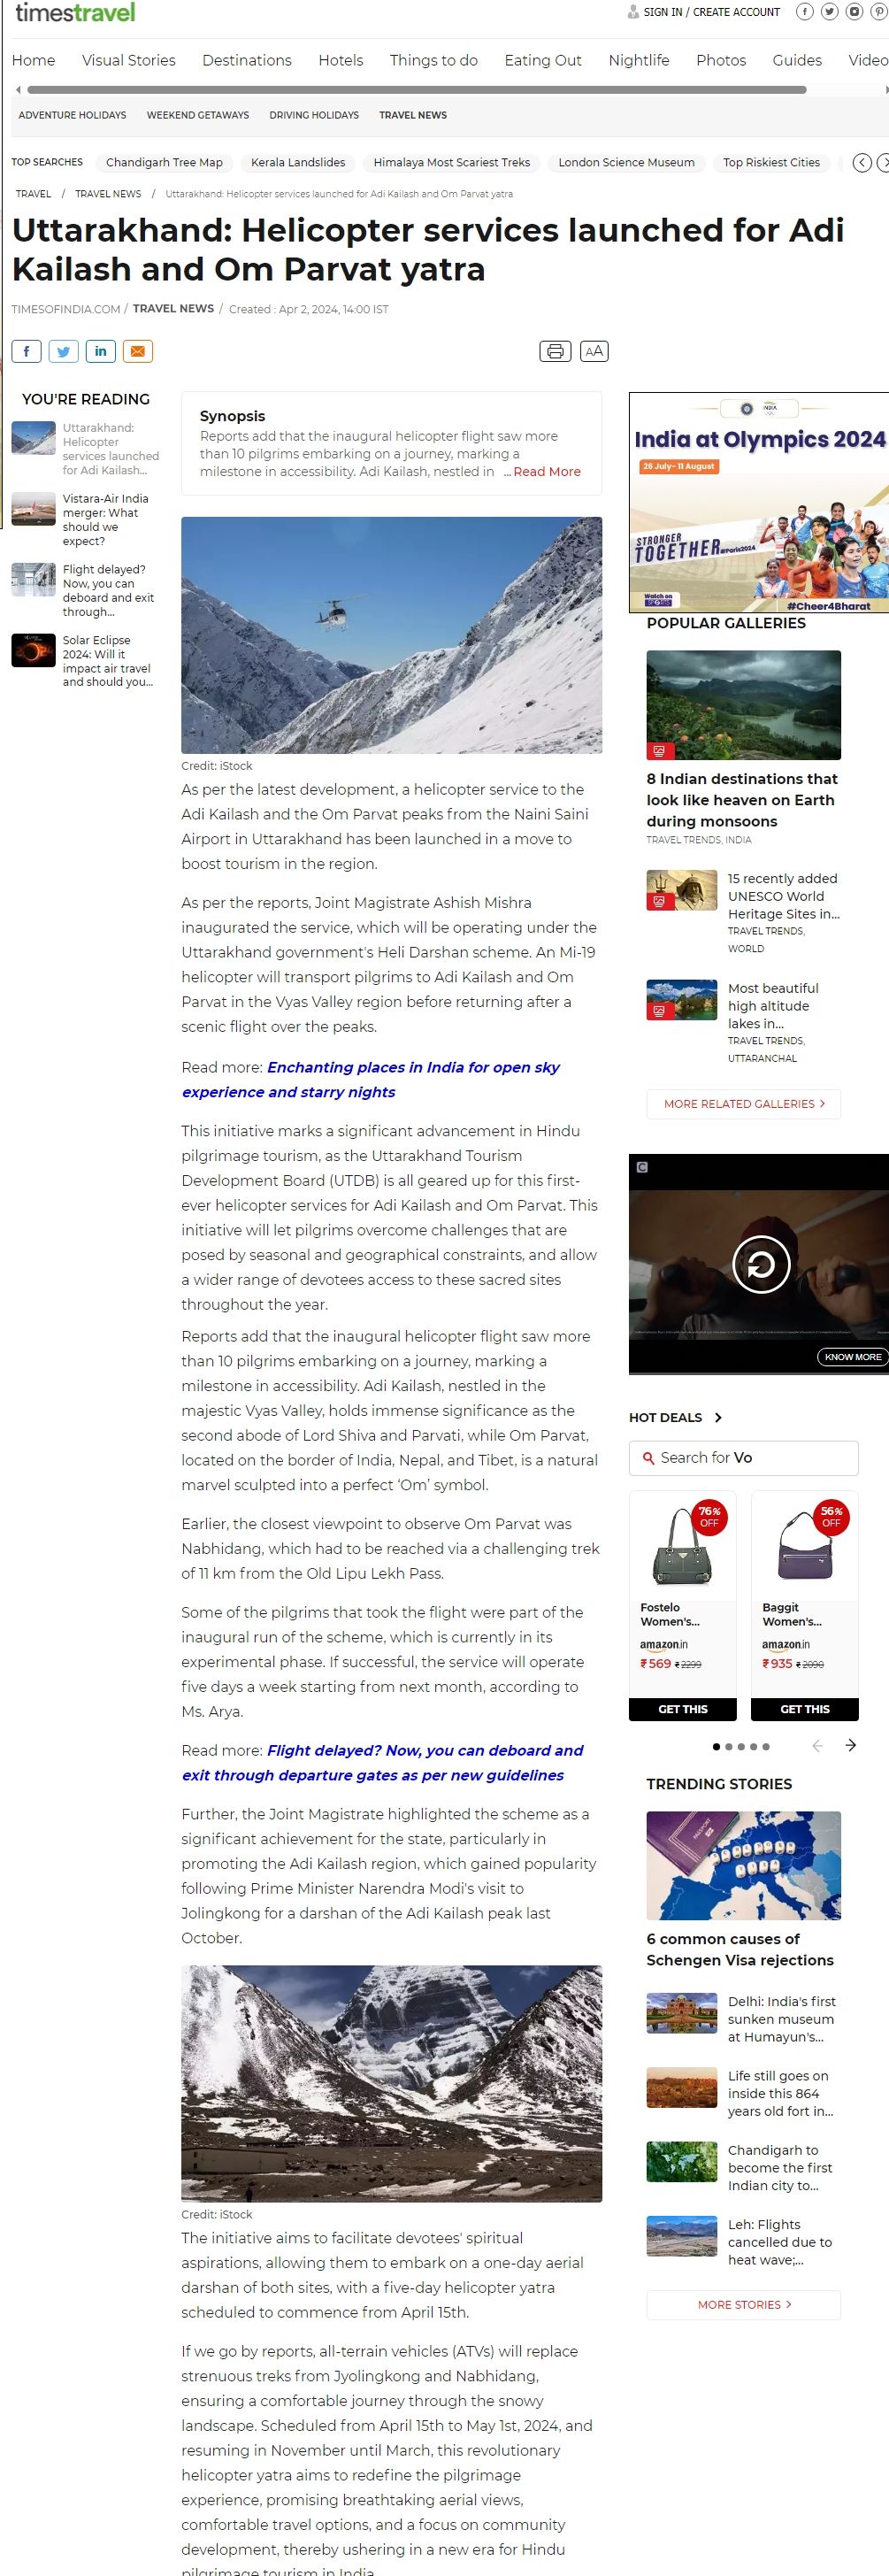 timestravel
SIGN IN / CREATE ACCOUNT
Home Visual Stories Destinations Hotels Things to do Eating Out Nightlife Photos Guides Video
ADVENTURE HOLIDAYS WEEKEND GETAWAYS DRIVING HOLIDAYS TRAVEL NEWS
TOP SEARCHES Chandigarh Tree Map Kerala Landslides Himalaya Most Scariest Treks London Science Museum Top Riskiest Cities
TRAVEL / TRAVEL NEWS / Uttarakhand: Helicopter services launched for Adi Kailash and Om Parvat yatra
Uttarakhand: Helicopter services launched for Adi
Kailash and Om Parvat yatra
TIMESOFINDIA.COM / TRAVEL NEWS / Created : Apr 2, 2024, 14:00 IST
AA
YOU'RE READING
Uttarakhand:
Helicopter
services launched
for Adi Kailash...
Vistara-Air India
merger: What
should we
expect?
Flight delayed?
Now, you can
deboard and exit
through...
Solar Eclipse
2024: Will it
impact air travel
and should you...
Synopsis
Reports add that the inaugural helicopter flight saw more
than 10 pilgrims embarking on a journey, marking a
milestone in accessibility. Adi Kailash, nestled in ... Read More
Credit: iStock
As per the latest development, a helicopter service to the
Adi Kailash and the Om Parvat peaks from the Naini Saini
Airport in Uttarakhand has been launched in a move to
boost tourism in the region.
As per the reports, Joint Magistrate Ashish Mishra
inaugurated the service, which will be operating under the
Uttarakhand government's Heli Darshan scheme. An Mi-19
helicopter will transport pilgrims to Adi Kailash and Om
Parvat in the Vyas Valley region before returning after a
scenic flight over the peaks.
Read more: Enchanting places in India for open sky
experience and starry nights
This initiative marks a significant advancement in Hindu
pilgrimage tourism, as the Uttarakhand Tourism
Development Board (UTDB) is all geared up for this first-
ever helicopter services for Adi Kailash and Om Parvat. This
initiative will let pilgrims overcome challenges that are
posed by seasonal and geographical constraints, and allow
a wider range of devotees access to these sacred sites
throughout the year.
Reports add that the inaugural helicopter flight saw more
than 10 pilgrims embarking on a journey, marking a
milestone in accessibility. Adi Kailash, nestled in the
majestic Vyas Valley, holds immense significance as the
second abode of Lord Shiva and Parvati, while Om Parvat,
located on the border of India, Nepal, and Tibet, is a natural
marvel sculpted into a perfect ‘Om’ symbol.
Earlier, the closest viewpoint to observe Om Parvat was
Nabhidang, which had to be reached via a challenging trek
of 11 km from the Old Lipu Lekh Pass.
Some of the pilgrims that took the flight were part of the
inaugural run of the scheme, which is currently in its
experimental phase. If successful, the service will operate
five days a week starting from next month, according to
Ms. Arya.
Read more: Flight delayed? Now, you can deboard and
exit through departure gates as per new guidelines
Further, the Joint Magistrate highlighted the scheme as a
significant achievement for the state, particularly in
promoting the Adi Kailash region, which gained popularity
following Prime Minister Narendra Modi's visit to
Jolingkong for a darshan of the Adi Kailash peak last
October.
Credit: iStock
The initiative aims to facilitate devotees' spiritual
aspirations, allowing them to embark on a one-day aerial
darshan of both sites, with a five-day helicopter yatra
scheduled to commence from April 15th.
If we go by reports, all-terrain vehicles (ATVs) will replace
strenuous treks from Jyolingkong and Nabhidang,
ensuring a comfortable journey through the snowy
landscape. Scheduled from April 15th to May 1st, 2024, and
resuming in November until March, this revolutionary
helicopter yatra aims to redefine the pilgrimage
experience, promising breathtaking aerial views,
comfortable travel options, and a focus on community
development, thereby ushering in a new era for Hindu
pilgrimage tourism in India.
INDIA
India at Olympics 2024
26 July- 11 August
STRONGER
TOGETHER #Paris2024
Watch on
#Cheer4Bharat
POPULAR GALLERIES
8 Indian destinations that
look like heaven on Earth
during monsoons
TRAVEL TRENDS, INDIA
15 recently added
UNESCO World
Heritage Sites in...
TRAVEL TRENDS,
WORLD
Most beautiful
high altitude
lakes in...
TRAVEL TRENDS,
UTTARANCHAL
MORE RELATED GALLERIES
KNOW MORE
HOT DEALS
Search for Vo
76% OFF
Fostelo
Women's...
amazon.in
₹ 569 ₹ 2299
GET THIS
56% OFF
Baggit
Women's...
amazon.in
₹ 935 ₹ 2090
GET THIS
TRENDING STORIES
PASSPORT
6 common causes of
Schengen Visa rejections
Delhi: India's first
sunken museum
at Humayun's...
Life still goes on
inside this 864
years old fort in...
Chandigarh to
become the first
Indian city to...
Leh: Flights
cancelled due to
heat wave;...
MORE STORIES